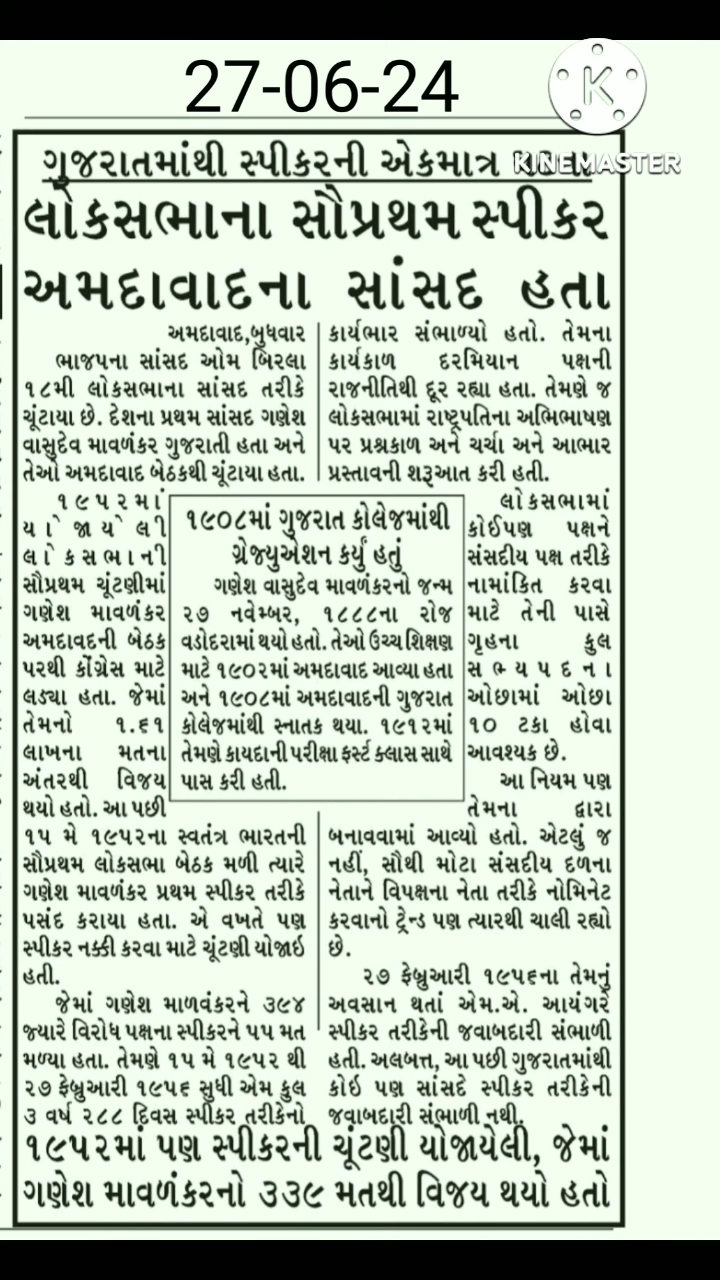 27-06-24
K
KINEMASTER
ગુજરાતમાંથી સ્પીકરની એકમાત્ર
લોકસભાના સૌપ્રથમ સ્પીકર
અમદાવાદના સાંસદ હતા
અમદાવાદ,બુધવાર
ભાજપના સાંસદ ઓમ બિરલા
૧૮મી લોકસભાના સાંસદ તરીકે
ચૂંટાયા છે. દેશના પ્રથમ સાંસદ ગણેશ
વાસુદેવ માવળંકર ગુજરાતી હતા અને
તેઓ અમદાવાદ બેઠકથી ચૂંટાયા હતા.
૧૯૫૨માં
યોજાયેલી
લોકસભાની
સૌપ્રથમ ચૂંટણીમાં
ગણેશ માવળંકર
અમદાવદની બેઠક
પરથી કોંગ્રેસ માટે
લડ્યા હતા. જેમાં
તેમનો ૧.૬૧
લાખના મતના
અંતરથી વિજય
થયો હતો. આ પછી
૧૫ મે ૧૯૫૨ના સ્વતંત્ર ભારતની
સૌપ્રથમ લોકસભા બેઠક મળી ત્યારે
ગણેશ માવળંકર પ્રથમ સ્પીકર તરીકે
પસંદ કરાયા હતા. એ વખતે પણ
સ્પીકર નક્કી કરવા માટે ચૂંટણી યોજાઇ
હતી.
જેમાં ગણેશ માળવંકરને ૩૯૪
જ્યારે વિરોધ પક્ષના સ્પીકરને ૫૫ મત
મળ્યા હતા. તેમણે ૧૫ મે ૧૯૫૨ થી
૨૭ ફેબ્રુઆરી ૧૯૫૬ સુધી એમ કુલ
૩ વર્ષ ૨૮૮ દિવસ સ્પીકર તરીકેનો
કાર્યભાર સંભાળ્યો હતો. તેમના
કાર્યકાળ દરમિયાન પક્ષની
રાજનીતિથી દૂર રહ્યા હતા. તેમણે જ
લોકસભામાં રાષ્ટ્રપતિના અભિભાષણ
પર પ્રશ્નકાળ અને ચર્ચા અને આભાર
પ્રસ્તાવની શરૂઆત કરી હતી.
લોકસભામાં
કોઈપણ પક્ષને
સંસદીય પક્ષ તરીકે
નામાંકિત કરવા
માટે તેની પાસે
ગૃહના કુલ
સભ્યપદના
ઓછામાં ઓછા
૧૦ ટકા હોવા
આવશ્યક છે.
આ નિયમ પણ
તેમના દ્વારા
બનાવવામાં આવ્યો હતો. એટલું જ
નહીં, સૌથી મોટા સંસદીય દળના
નેતાને વિપક્ષના નેતા તરીકે નોમિનેટ
કરવાનો ટ્રેન્ડ પણ ત્યારથી ચાલી રહ્યો
છે.
૨૭ ફેબ્રુઆરી ૧૯૫૬ના તેમનું
અવસાન થતાં એમ.એ. આયંગરે
સ્પીકર તરીકેની જવાબદારી સંભાળી
હતી. અલબત્ત, આ પછી ગુજરાતમાંથી
કોઇ પણ સાંસદે સ્પીકર તરીકેની
જવાબદારી સંભાળી નથી.
૧૯૦૮માં ગુજરાત કોલેજમાંથી
ગ્રેજ્યુએશન કર્યું હતું
ગણેશ વાસુદેવ માવળંકરનો જન્મ
૨૭ નવેમ્બર, ૧૮૮૮ના રોજ
વડોદરામાં થયો હતો. તેઓ ઉચ્ચ શિક્ષણ
માટે ૧૯૦૨માં અમદાવાદ આવ્યા હતા
અને ૧૯૦૮માં અમદાવાદની ગુજરાત
કોલેજમાંથી સ્નાતક થયા. ૧૯૧૨માં
તેમણે કાયદાની પરીક્ષા ફર્સ્ટ ક્લાસ સાથે
પાસ કરી હતી.
૧૯૫૨માં પણ સ્પીકરની ચૂંટણી યોજાયેલી, જેમાં
ગણેશ માવળંકરનો ૩૩૯ મતથી વિજય થયો હતો